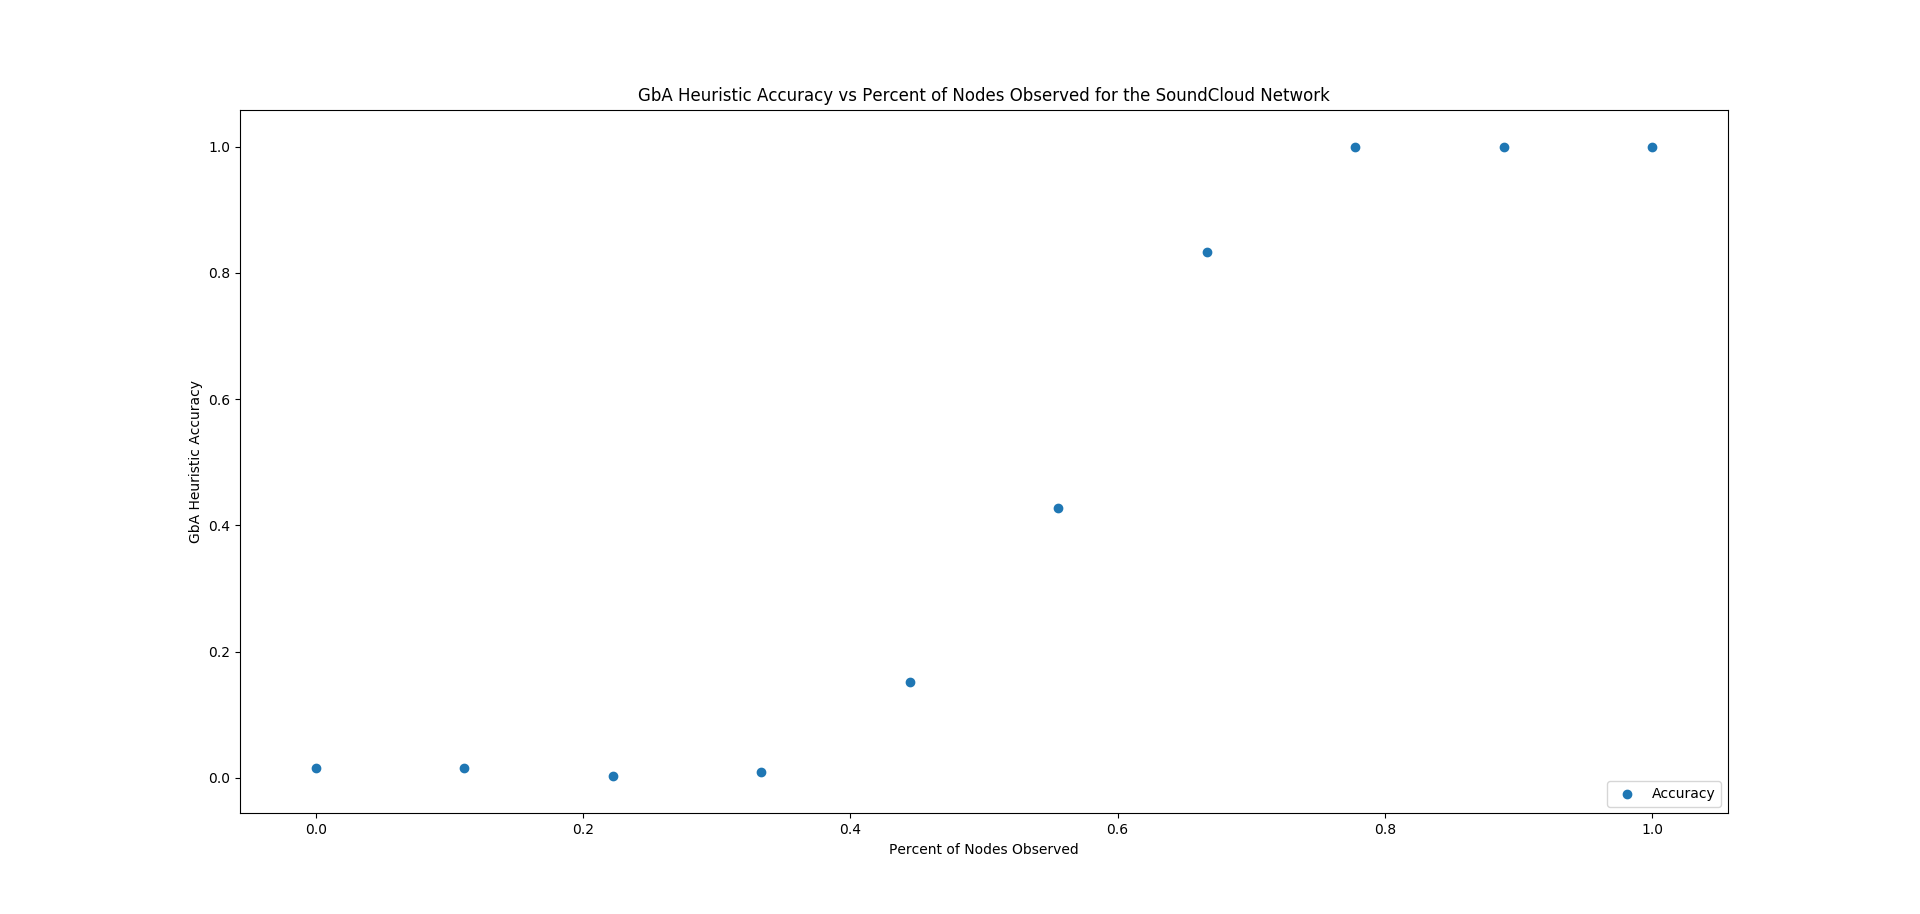 GbA Heuristic Accuracy vs Percent of Nodes Observed for the SoundCloud Network
1.0
0.8
0.6
0.4
0.2
0.0
GbA Heuristic Accuracy
Accuracy
0.0 0.2 0.4 0.6 0.8 1.0
Percent of Nodes Observed